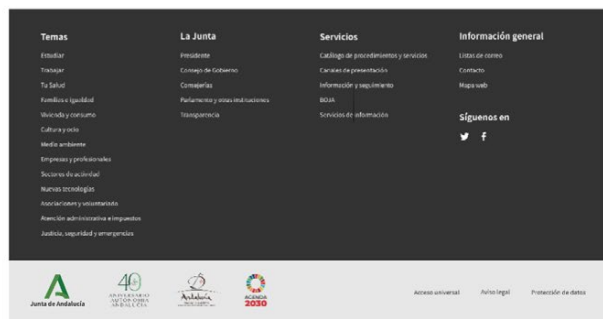 Temas
Estudiar
Trabajar
Tu Salud
Familias e igualdad
Vivienda y consumo
Cultura y ocio
Medio ambiente
Empresas y profesionales
Sectores de actividad
Nuevas tecnologías
Asociaciones y voluntariado
Atención administrativa e impuestos
Justicia, seguridad y emergencias
La Junta
Presidente
Consejo de Gobierno
Consejerías
Parlamento y otras instituciones
Transparencia
Servicios
Catálogo de procedimientos y servicios
Canales de presentación
Información y seguimiento
BOJA
Servicios de información
Información general
Listas de correo
Contacto
Mapa web
Síguenos en
Junta de Andalucía
40
ANIVERSARIO
AUTONOMÍA
ANDALUCÍA
Andalucía
AGENDA
2030
Acceso universal
Aviso legal
Protección de datos